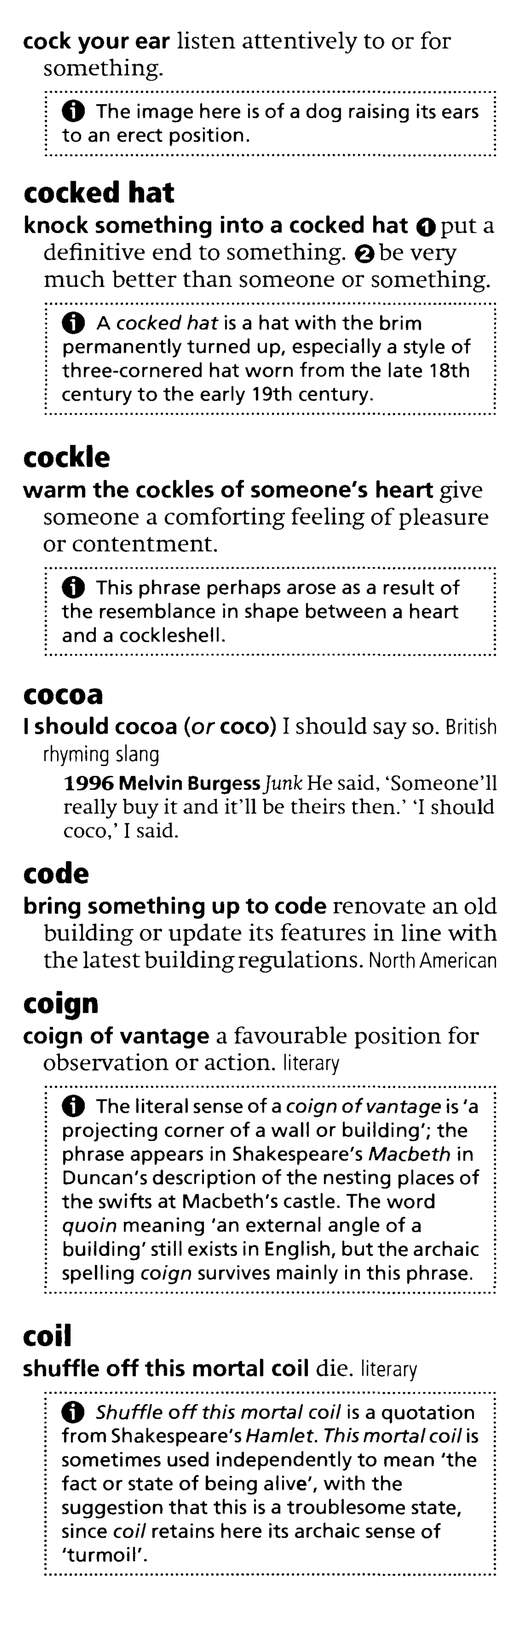 cock your ear listen attentively to or for
something.
The image here is of a dog raising its ears
to an erect position.
cocked hat
knock something into a cocked hat ❶ put a
definitive end to something. ❷ be very
much better than someone or something.
A cocked hat is a hat with the brim
permanently turned up, especially a style of
three-cornered hat worn from the late 18th
century to the early 19th century.
cockle
warm the cockles of someone's heart give
someone a comforting feeling of pleasure
or contentment.
This phrase perhaps arose as a result of
the resemblance in shape between a heart
and a cockleshell.
cocoa
I should cocoa (or coco) I should say so. British
rhyming slang
1996 Melvin Burgess Junk He said, 'Someone'll
really buy it and it'll be theirs then.' 'I should
coco,' I said.
code
bring something up to code renovate an old
building or update its features in line with
the latest building regulations. North American
coign
coign of vantage a favourable position for
observation or action. literary
The literal sense of a coign of vantage is 'a
projecting corner of a wall or building'; the
phrase appears in Shakespeare's Macbeth in
Duncan's description of the nesting places of
the swifts at Macbeth's castle. The word
quoin meaning 'an external angle of a
building' still exists in English, but the archaic
spelling coign survives mainly in this phrase.
coil
shuffle off this mortal coil die. literary
Shuffle off this mortal coil is a quotation
from Shakespeare's Hamlet. This mortal coil is
sometimes used independently to mean 'the
fact or state of being alive', with the
suggestion that this is a troublesome state,
since coil retains here its archaic sense of
'turmoil'.